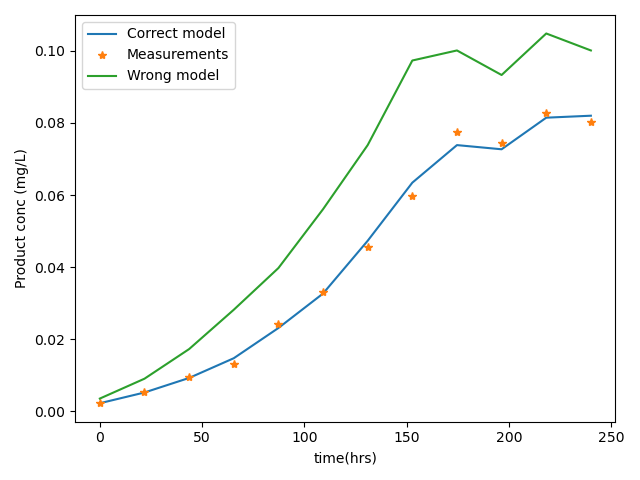 Correct model
Measurements
Wrong model
0.10
0.08
0.06
0.04
0.02
0.00
Product conc (mg/L)
0
50
100
150
200
250
time(hrs)